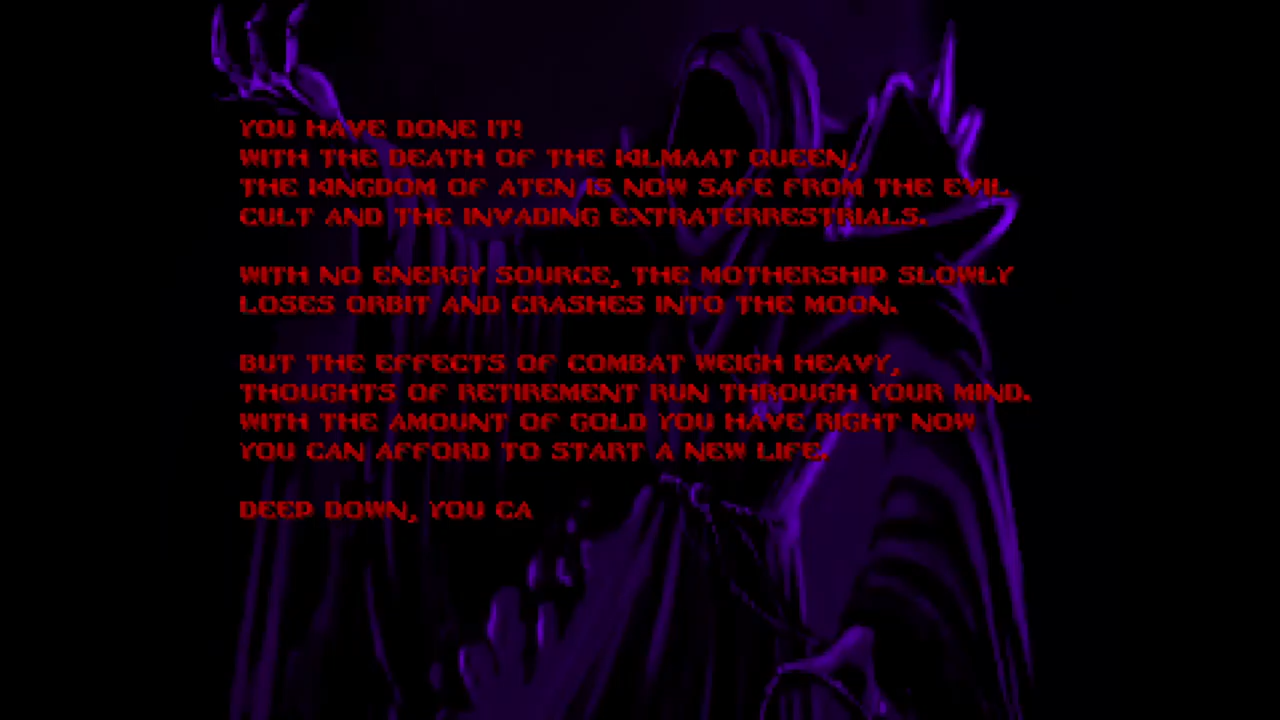 YOU HAVE DONE IT!
WITH THE DEATH OF THE KILMAAT QUEEN,
THE KINGDOM OF ATEN IS NOW SAFE FROM THE EVIL
CULT AND THE INVADING EXTRATERRESTRIALS.
WITH NO ENERGY SOURCE, THE MOTHERSHIP SLOWLY
LOSES ORBIT AND CRASHES INTO THE MOON.
BUT THE EFFECTS OF COMBAT WEIGH HEAVY,
THOUGHTS OF RETIREMENT RUN THROUGH YOUR MIND.
WITH THE AMOUNT OF GOLD YOU HAVE RIGHT NOW
YOU CAN AFFORD TO START A NEW LIFE.
DEEP DOWN, YOU CA